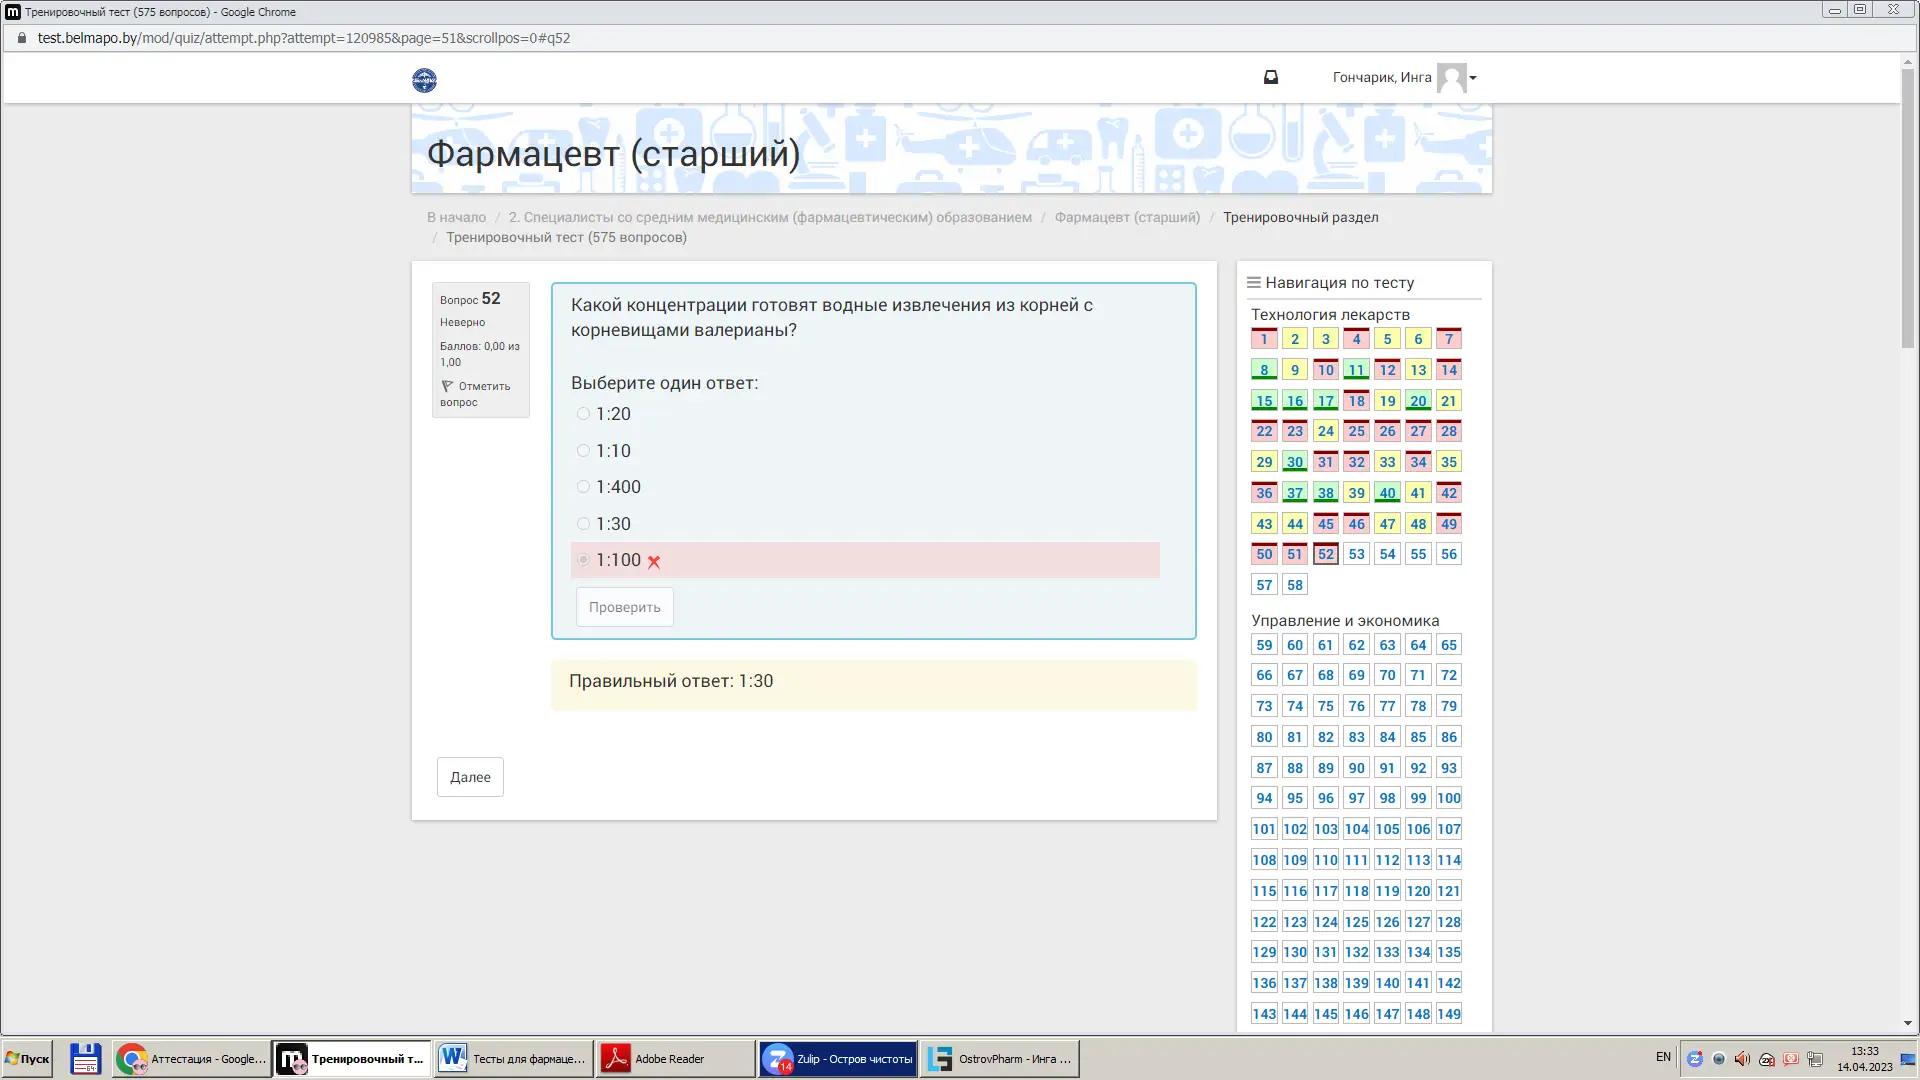 Тренировочный тест (575 вопросов) - Google Chrome
test.belmapo.by/mod/quiz/attempt.php?attempt=120985&page=51&scrollpos=0#q52
Гончарик, Инга
Фармацевт (старший)
В начало / 2. Специалисты со средним медицинским (фармацевтическим) образованием / Фармацевт (старший) / Тренировочный раздел
/ Тренировочный тест (575 вопросов)
Вопрос 52
Неверно
Баллов: 0,00 из
1,00
Отметить
вопрос
Какой концентрации готовят водные извлечения из корней с
корневищами валерианы?
Выберите один ответ:
1:20
1:10
1:400
1:30
1:100
Проверить
Правильный ответ: 1:30
Далее
Навигация по тесту
Технология лекарств
1 2 3 4 5 6 7
8 9 10 11 12 13 14
15 16 17 18 19 20 21
22 23 24 25 26 27 28
29 30 31 32 33 34 35
36 37 38 39 40 41 42
43 44 45 46 47 48 49
50 51 52 53 54 55 56
57 58
Управление и экономика
59 60 61 62 63 64 65
66 67 68 69 70 71 72
73 74 75 76 77 78 79
80 81 82 83 84 85 86
87 88 89 90 91 92 93
94 95 96 97 98 99 100
101 102 103 104 105 106 107
108 109 110 111 112 113 114
115 116 117 118 119 120 121
122 123 124 125 126 127 128
129 130 131 132 133 134 135
136 137 138 139 140 141 142
143 144 145 146 147 148 149
Пуск
Аттестация - Google...
Тренировочный т...
Тесты для фармаце...
Adobe Reader
14
Zulip - Остров чистоты
OstrovPharm - Инга ...
EN
13:33
14.04.2023